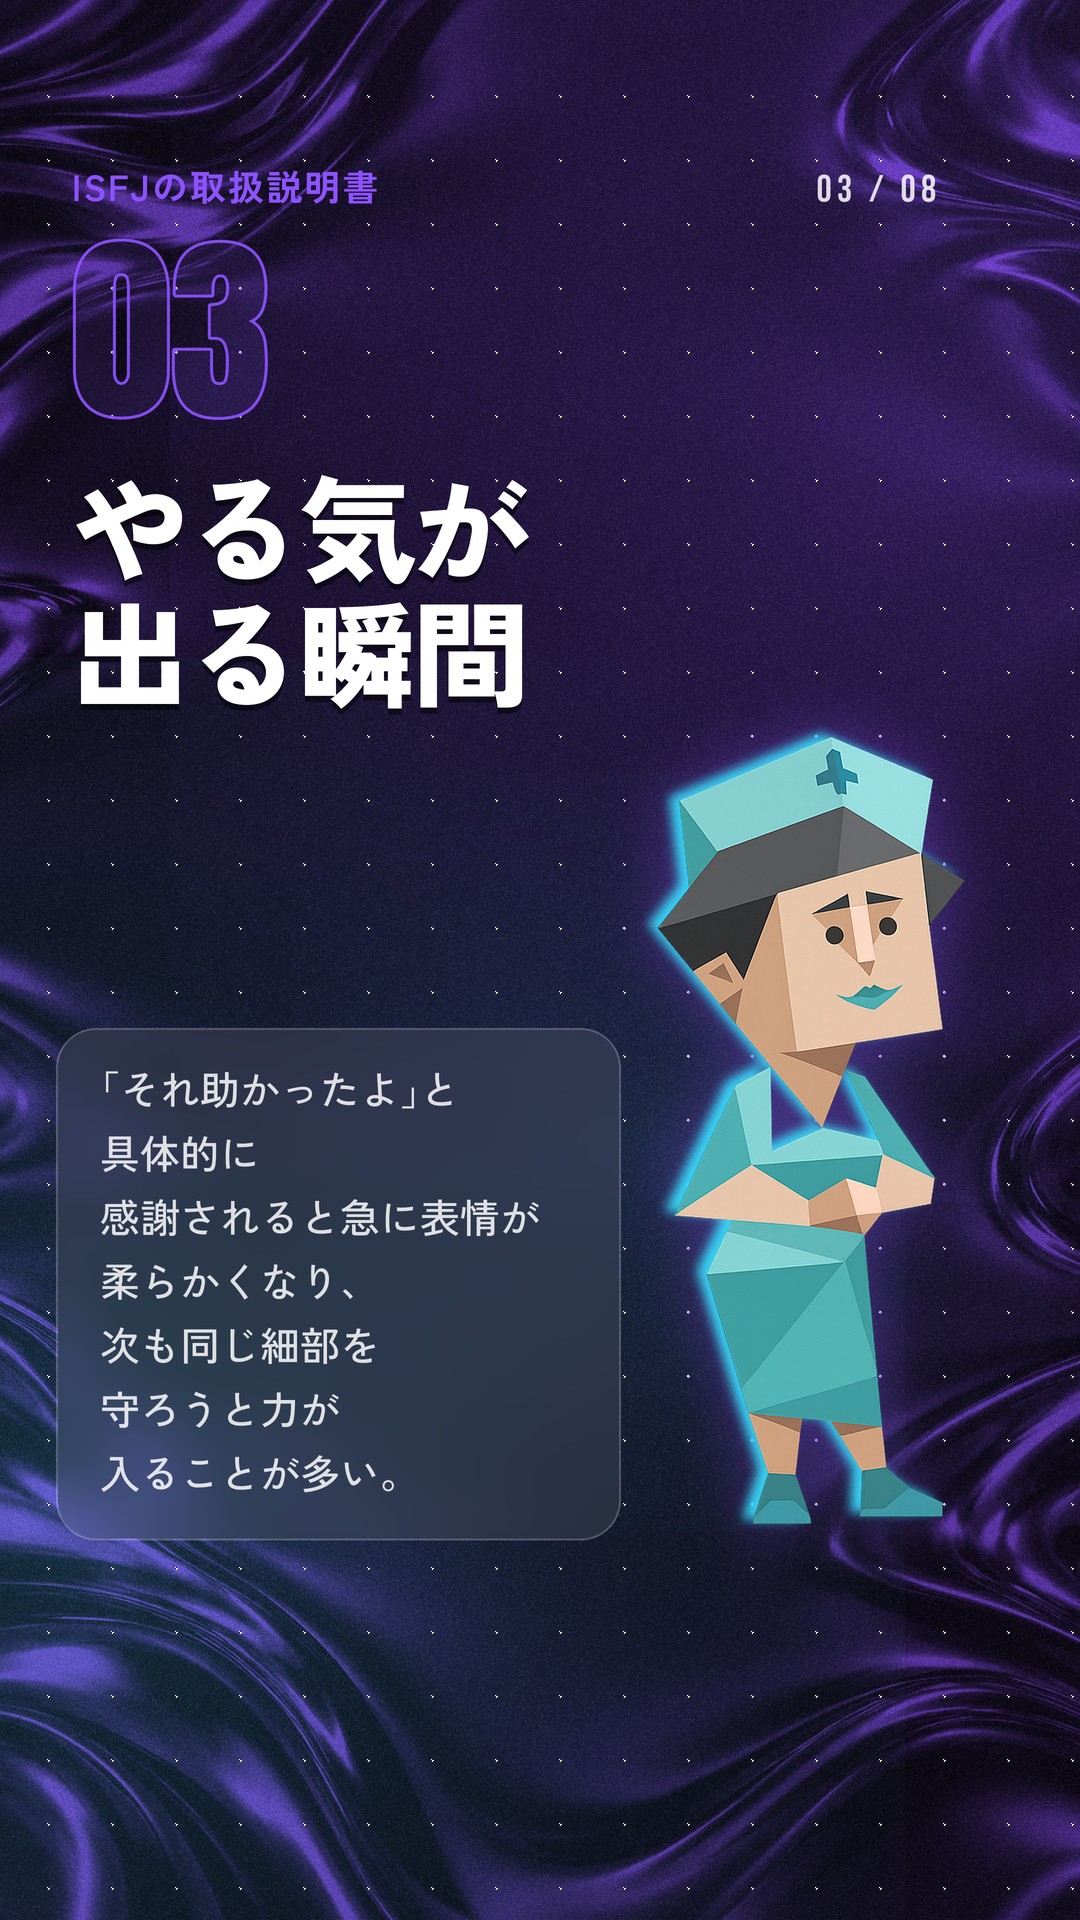 ISFJの取扱説明書
03 / 08
03
やる気が
出る瞬間
「それ助かったよ」と
具体的に
感謝されると急に表情が
柔らかくなり、
次も同じ細部を
守ろうと力が
入ることが多い。